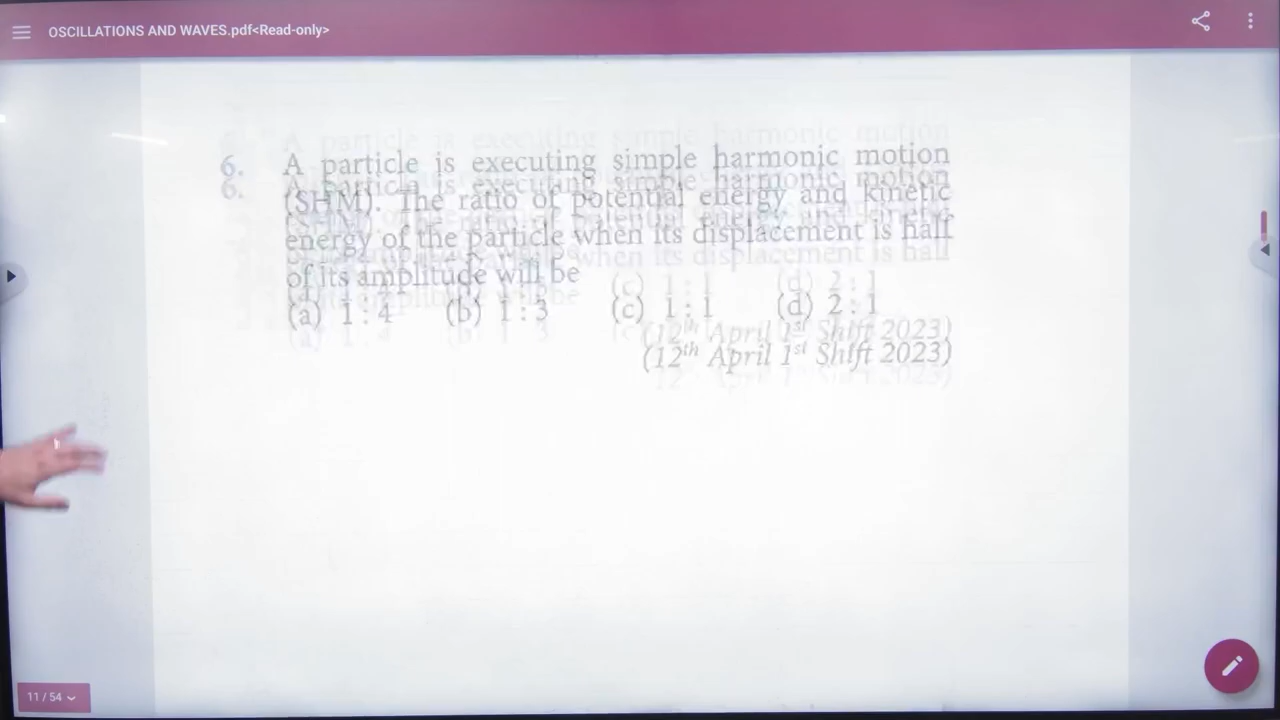 OSCILLATIONS AND WAVES.pdf<Read-only>
6. A particle is executing simple harmonic motion
(SHM). The ratio of potential energy and kinetic
energy of the particle when its displacement is half
of its amplitude will be
(a) 1 : 4 (b) 1 : 3 (c) 1 : 1 (d) 2 : 1
(12th April 1st Shift 2023)
11 / 54